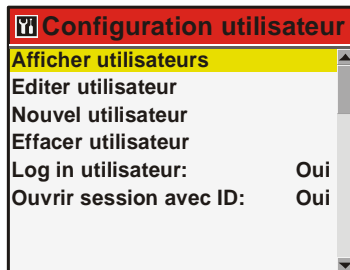 Configuration utilisateur
Afficher utilisateurs
Editer utilisateur
Nouvel utilisateur
Effacer utilisateur
Log in utilisateur: Oui
Ouvrir session avec ID: Oui